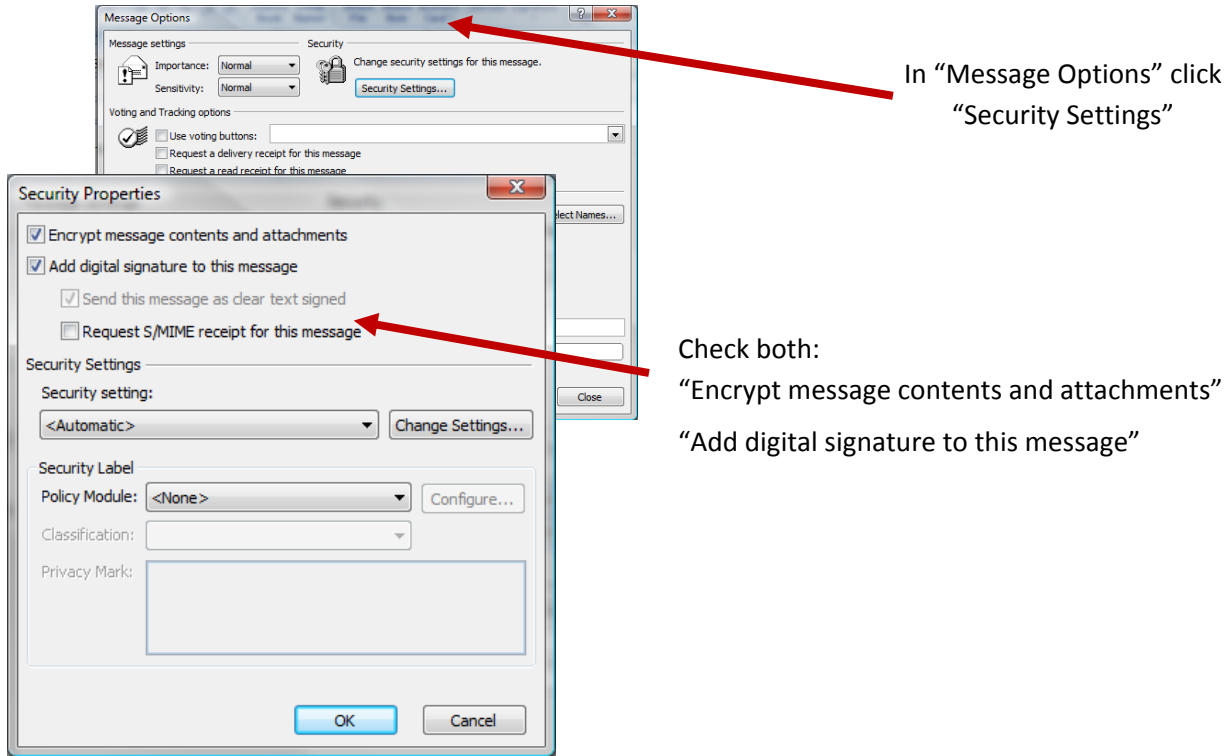 Message Options
Message settings
Security
Importance: Normal
Change security settings for this message.
Sensitivity: Normal
Security Settings...
Voting and Tracking options
Use voting buttons:
Request a delivery receipt for this message
Request a read receipt for this message
elect Names...
Close
In “Message Options” click
“Security Settings”
Security Properties
Encrypt message contents and attachments
Add digital signature to this message
Send this message as clear text signed
Request S/MIME receipt for this message
Security Settings
Security setting:
<Automatic>
Change Settings...
Security Label
Policy Module: <None>
Configure...
Classification:
Privacy Mark:
OK
Cancel
Check both:
“Encrypt message contents and attachments”
“Add digital signature to this message”